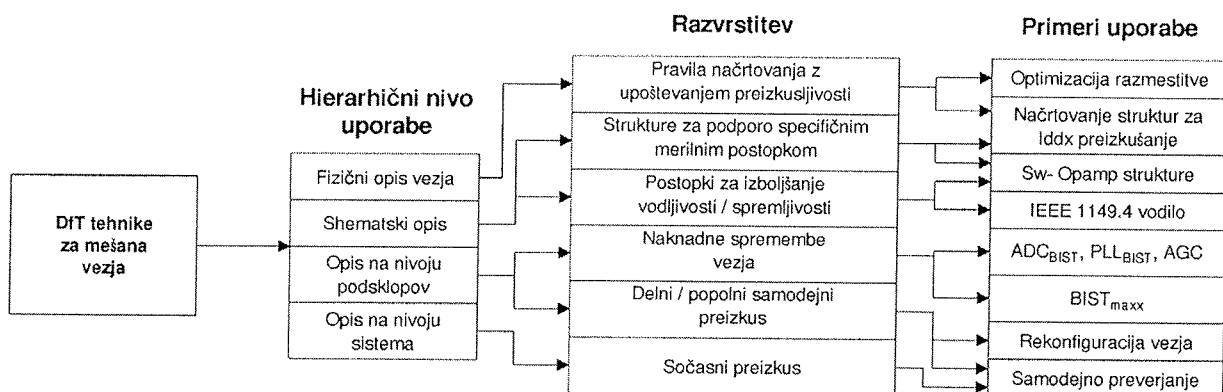 DfT tehnike
za mešana
vezja
Hierarhični nivo
uporabe
Fizični opis vezja
Shematski opis
Opis na nivoju
podsklopov
Opis na nivoju
sistema
Razvrstitev
Pravila načrtovanja z
upoštevanjem preizkusljivosti
Strukture za podporo specifičnim
merilnim postopkom
Postopki za izboljšanje
vodljivosti / spremljivosti
Naknadne spremembe
vezja
Delni / popolni samodejni
preizkus
Sočasni preizkus
Primeri uporabe
Optimizacija razmestitve
Načrtovanje struktur za
Iddx preizkušanje
Sw- Opamp strukture
IEEE 1149.4 vodilo
ADCBIST, PLLBIST, AGC
BISTmaxx
Rekonfiguracija vezja
Samodejno preverjanje